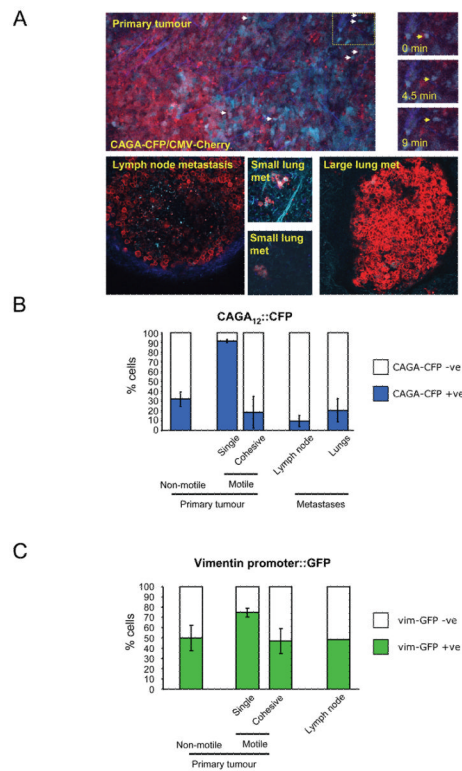 A
Primary tumour
0 min
4.5 min
CAGA-CFP/CMV-Cherry
9 min
Lymph node metastasis
Small lung
met
Large lung met
Small lung
met
B
CAGA12::CFP
% cells
100
90
80
70
60
50
40
30
20
10
0
CAGA-CFP -ve
CAGA-CFP +ve
Single
Cohesive
Lymph node
Lungs
Non-motile
Motile
Primary tumour
Metastases
C
Vimentin promoter::GFP
% cells
100
90
80
70
60
50
40
30
20
10
0
vim-GFP -ve
vim-GFP +ve
Single
Cohesive
Lymph node
Non-motile
Motile
Primary tumour